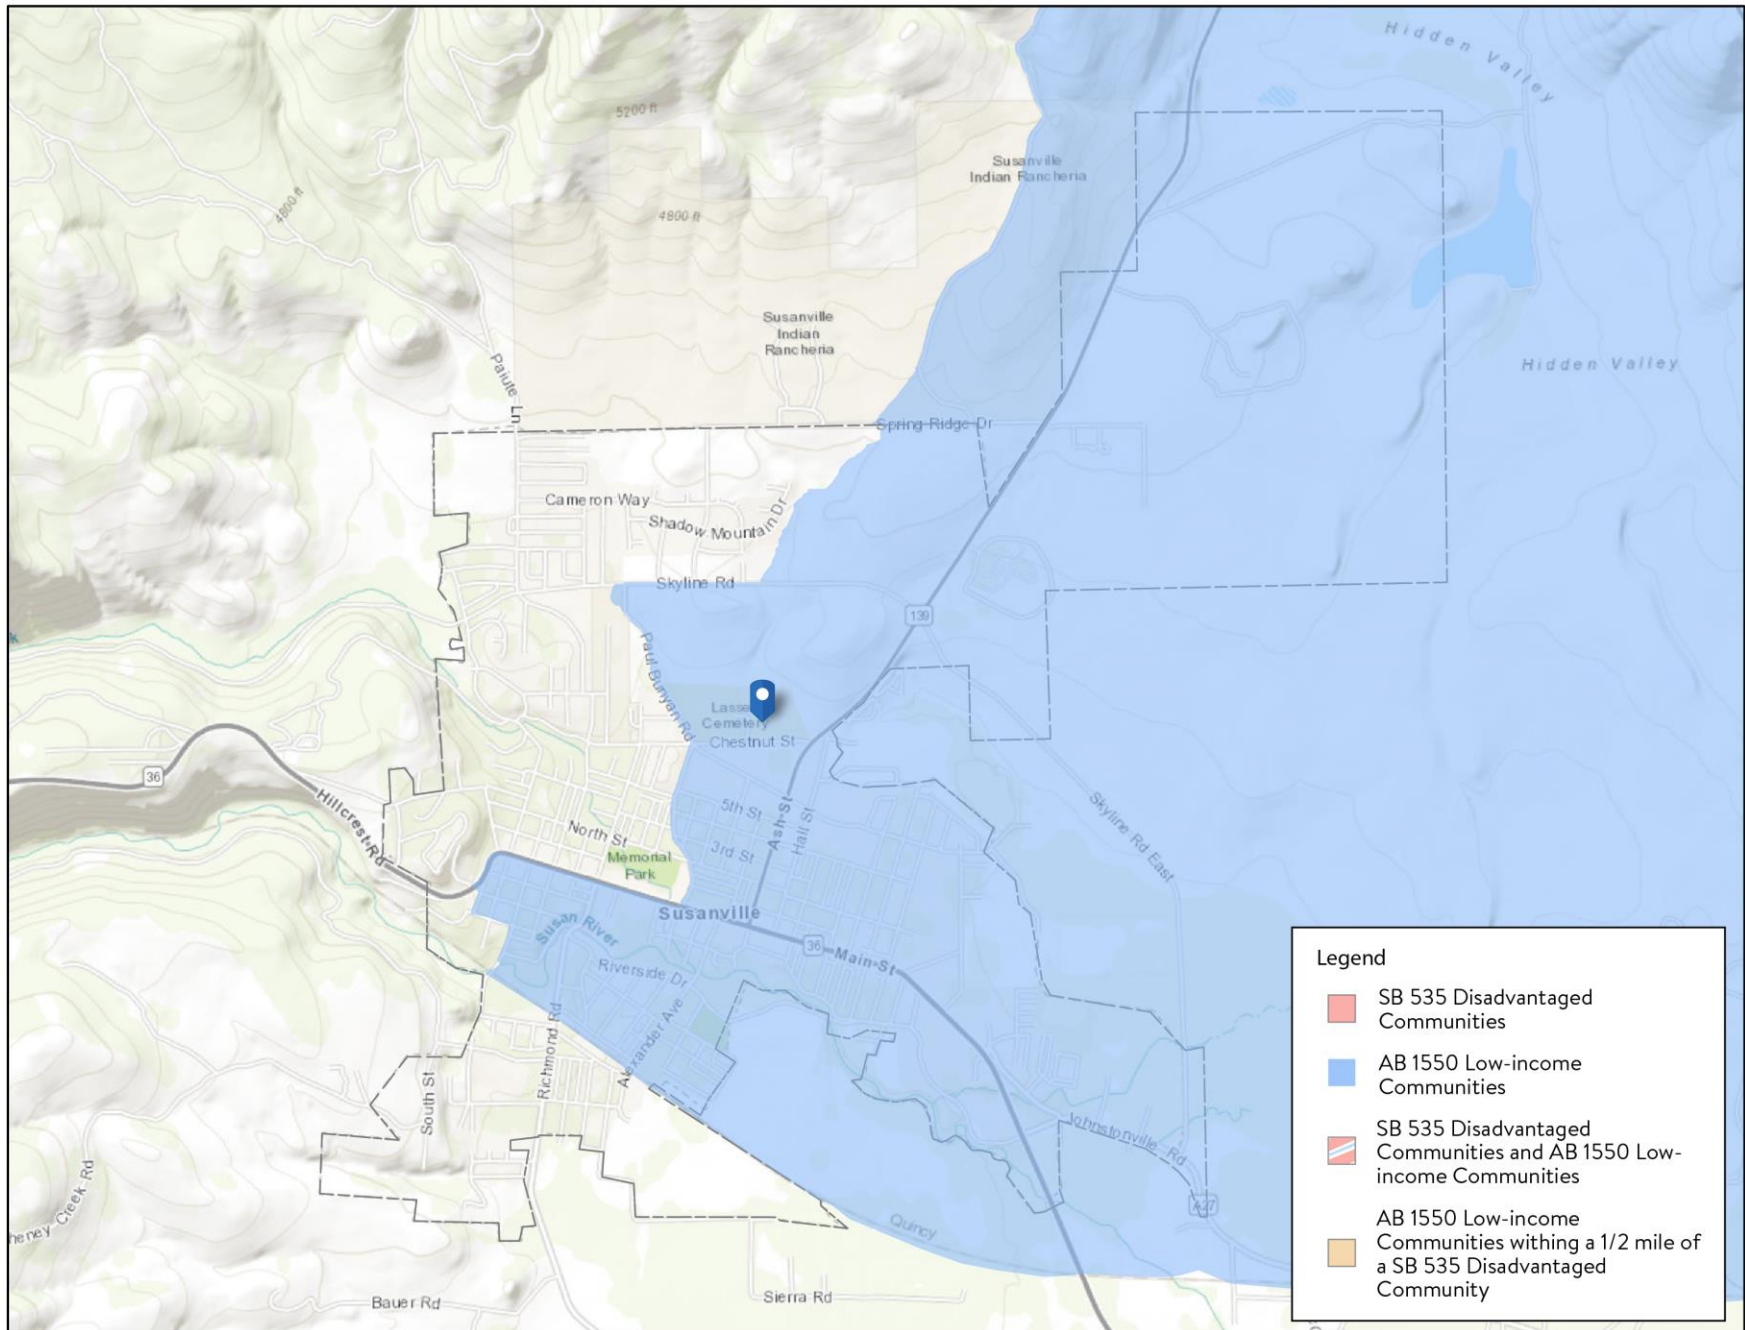 Hidden Valley
5200 ft
Susanville
Indian Rancheria
4800 ft
4800 ft
Susanville
Indian
Rancheria
Hidden Valley
Paiute Ln
Spring Ridge Dr
Cameron Way
Shadow Mountain Dr
Skyline Rd
139
k
Paul Bunyan Rd
Lasse
Cemetery
Chestnut St
36
Hillcrest Rd
5th St
Ash St
Hall St
Skyline Rd East
North St
3rd St
Memorial
Park
Susanville
Susan River
36
Main St
Riverside Dr
Alexander Ave
Richmond Rd
South St
Johnstonville Rd
A27
Quincy
heney Creek Rd
Bauer Rd
Sierra Rd
Legend
SB 535 Disadvantaged
Communities
AB 1550 Low-income
Communities
SB 535 Disadvantaged
Communities and AB 1550 Low-
income Communities
AB 1550 Low-income
Communities withing a 1/2 mile of
a SB 535 Disadvantaged
Community